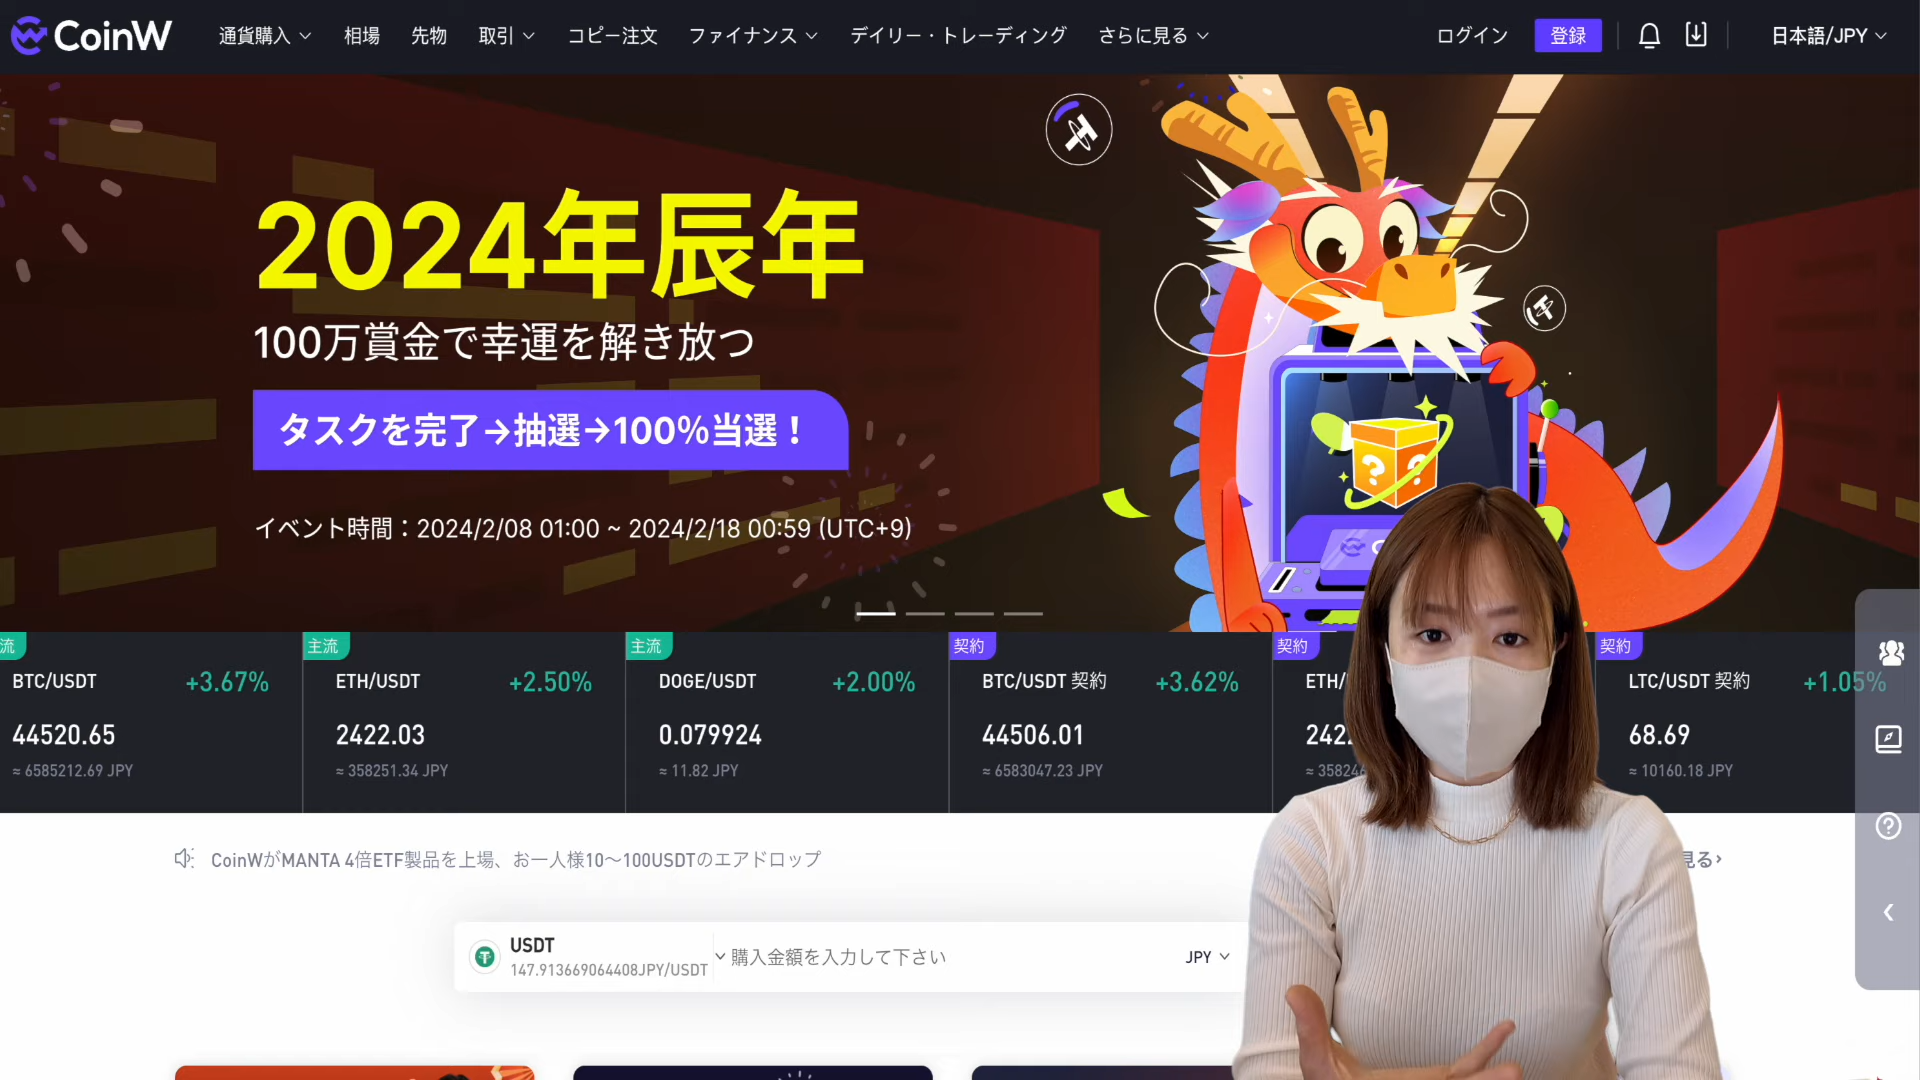 CoinW
通貨購入
相場
先物
取引
コピー注文
ファイナンス
デイリー・トレーディング
さらに見る
ログイン
登録
日本語/JPY
2024年辰年
100万賞金で幸運を解き放つ
タスクを完了→抽選→100%当選！
イベント時間：2024/2/08 01:00 ~ 2024/2/18 00:59 (UTC+9)
流
BTC/USDT +3.67%
44520.65
≈ 6585212.69 JPY
主流
ETH/USDT +2.50%
2422.03
≈ 358251.34 JPY
主流
DOGE/USDT +2.00%
0.079924
≈ 11.82 JPY
契約
BTC/USDT 契約 +3.62%
44506.01
≈ 6583047.23 JPY
契約
ETH/
242
≈ 35824
契約
LTC/USDT 契約 +1.05%
68.69
≈ 10160.18 JPY
CoinWがMANTA 4倍ETF製品を上場、お一人様10～100USDTのエアドロップ
見る›
USDT
147.913669064408JPY/USDT
購入金額を入力して下さい
JPY